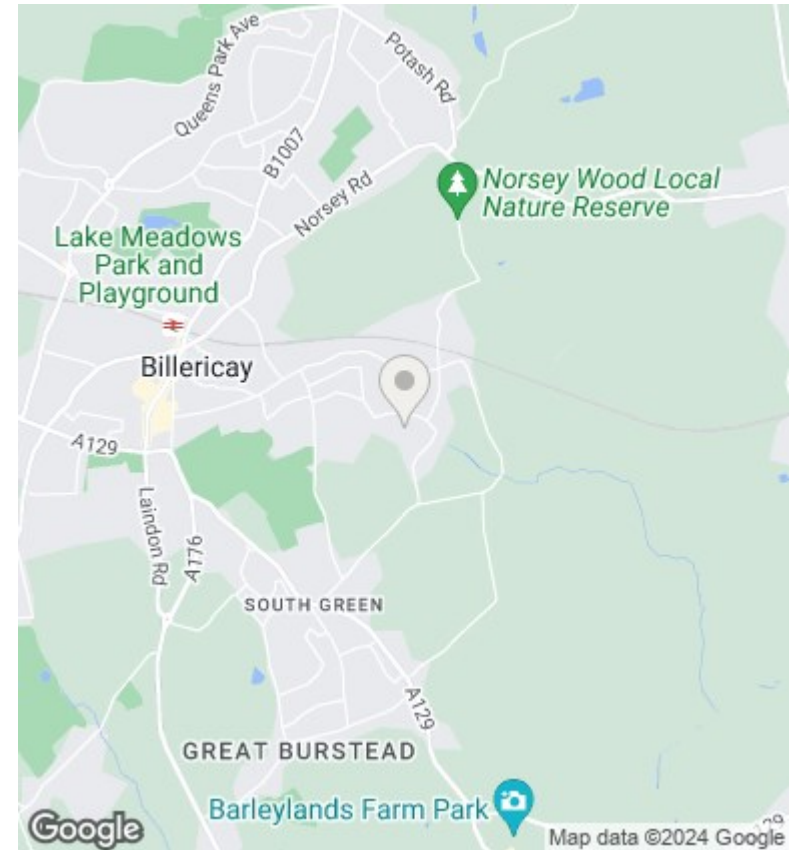 Queens Park Ave
Potash Rd
B1007
Norsey Rd
Norsey Wood Local
Nature Reserve
Lake Meadows
Park and
Playground
Billericay
A129
Laindon Rd
A176
SOUTH GREEN
A129
GREAT BURSTEAD
Barleylands Farm Park
Google
Map data ©2024 Google